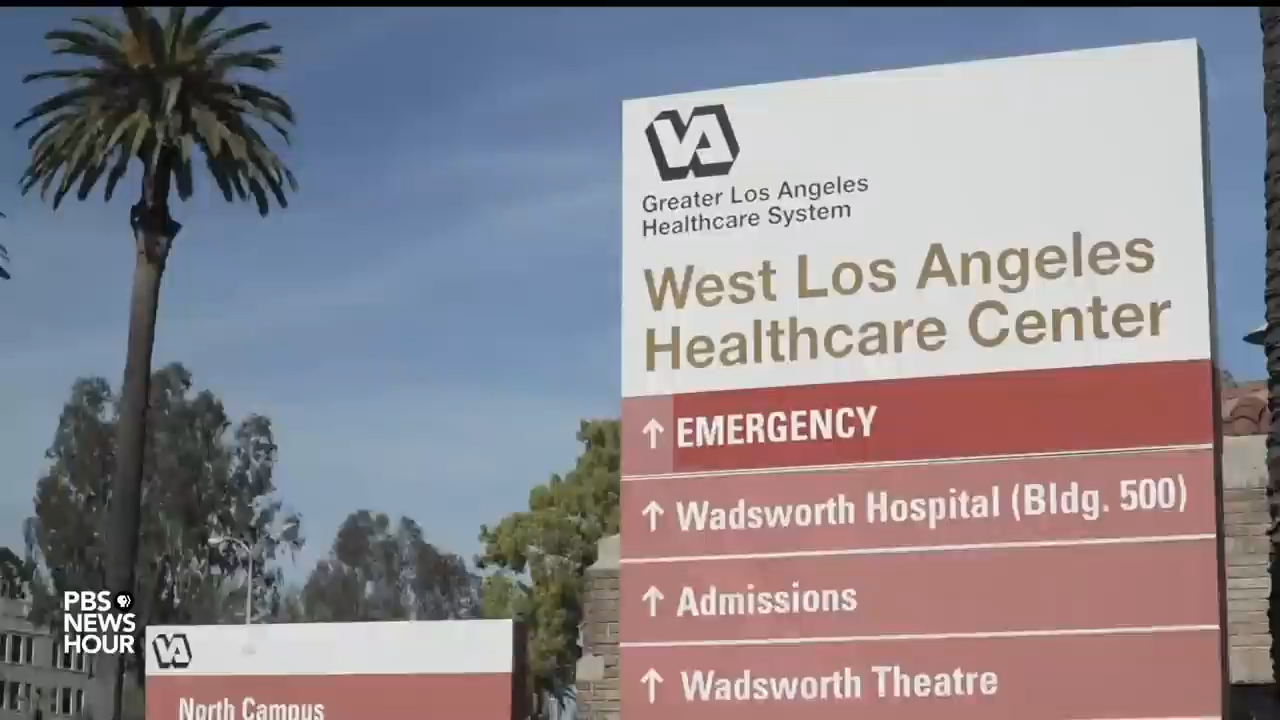 VA
Greater Los Angeles
Healthcare System
West Los Angeles
Healthcare Center
↑ EMERGENCY
↑ Wadsworth Hospital (Bldg. 500)
↑ Admissions
↑ Wadsworth Theatre
VA
North Campus
PBS
NEWS
HOUR